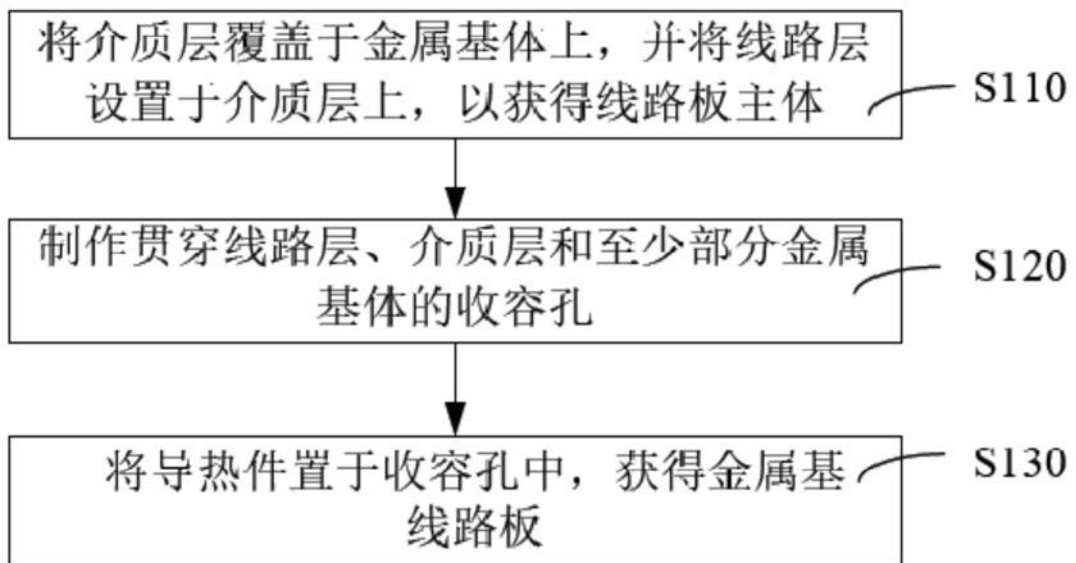 将介质层覆盖于金属基体上，并将线路层
设置于介质层上，以获得线路板主体
S110
制作贯穿线路层、介质层和至少部分金属
基体的收容孔
S120
将导热件置于收容孔中，获得金属基
线路板
S130